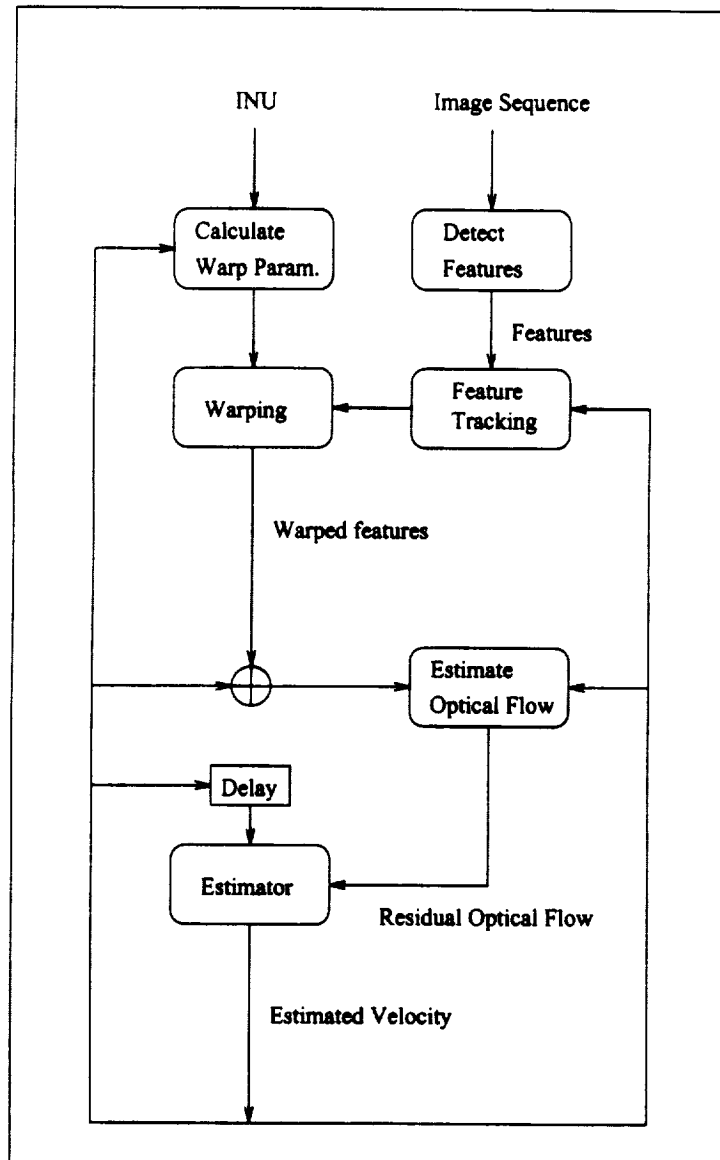 INU
Image Sequence
Calculate
Warp Param.
Detect
Features
Features
Warping
Feature
Tracking
Warped features
Estimate
Optical Flow
Delay
Estimator
Residual Optical Flow
Estimated Velocity